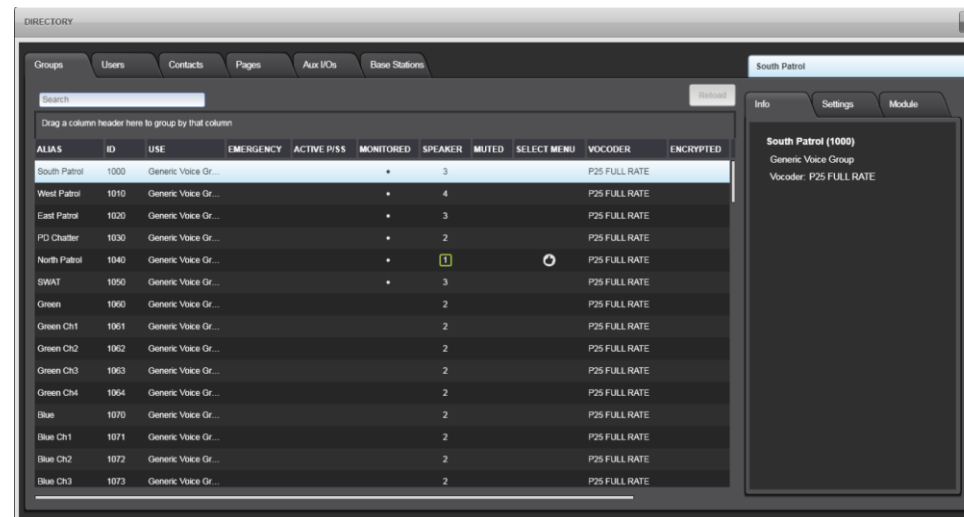 DIRECTORY
Groups Users Contacts Pages Aux I/Os Base Stations
South Patrol
Search Reload
Info Settings Module
Drag a column header here to group by that column
ALIAS ID USE EMERGENCY ACTIVE P/SS MONITORED SPEAKER MUTED SELECT MENU VOCODER ENCRYPTED
South Patrol (1000)
Generic Voice Group
Vocoder: P25 FULL RATE
South Patrol 1000 Generic Voice Gr... • 3 P25 FULL RATE
West Patrol 1010 Generic Voice Gr... • 4 P25 FULL RATE
East Patrol 1020 Generic Voice Gr... • 3 P25 FULL RATE
PD Chatter 1030 Generic Voice Gr... • 2 P25 FULL RATE
North Patrol 1040 Generic Voice Gr... • 1 P25 FULL RATE
SWAT 1050 Generic Voice Gr... • 3 P25 FULL RATE
Green 1060 Generic Voice Gr... 2 P25 FULL RATE
Green Ch1 1061 Generic Voice Gr... 2 P25 FULL RATE
Green Ch2 1062 Generic Voice Gr... 2 P25 FULL RATE
Green Ch3 1063 Generic Voice Gr... 2 P25 FULL RATE
Green Ch4 1064 Generic Voice Gr... 2 P25 FULL RATE
Blue 1070 Generic Voice Gr... 2 P25 FULL RATE
Blue Ch1 1071 Generic Voice Gr... 2 P25 FULL RATE
Blue Ch2 1072 Generic Voice Gr... 2 P25 FULL RATE
Blue Ch3 1073 Generic Voice Gr... 2 P25 FULL RATE